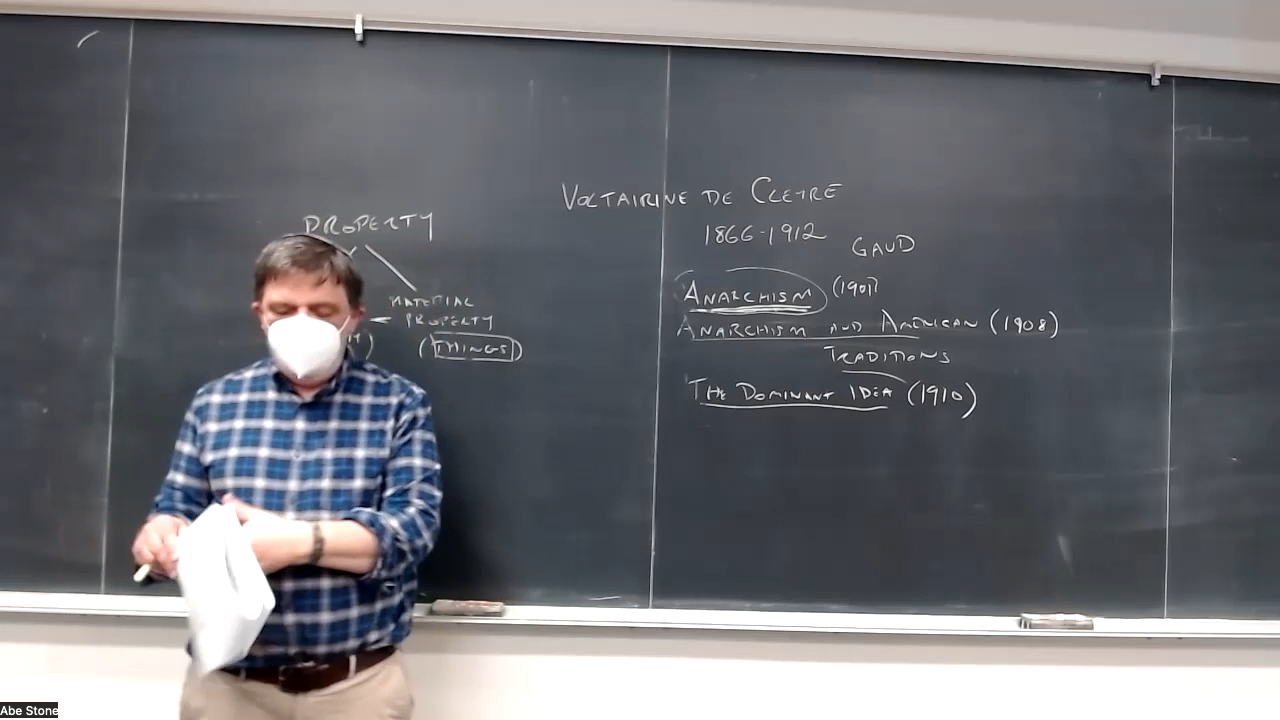 PROPERTY
MATERIAL
PROPERTY
(THINGS)
VOLTAIRINE DE CLEYRE
1866-1912
GAUD
ANARCHISM (1901)
ANARCHISM AND AMERICAN (1908)
TRADITIONS
THE DOMINANT IDEA (1910)
Abe Stone